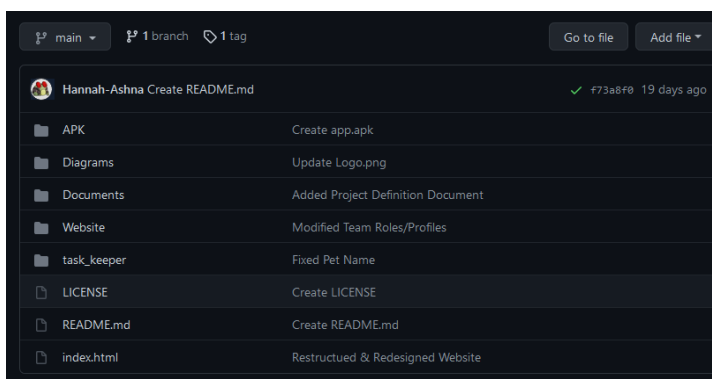 main 1 branch 1 tag Go to file Add file
Hannah-Ashna Create README.md f73a8f0 19 days ago
APK Create app.apk
Diagrams Update Logo.png
Documents Added Project Definition Document
Website Modified Team Roles/Profiles
task_keeper Fixed Pet Name
LICENSE Create LICENSE
README.md Create README.md
index.html Restructued & Redesigned Website